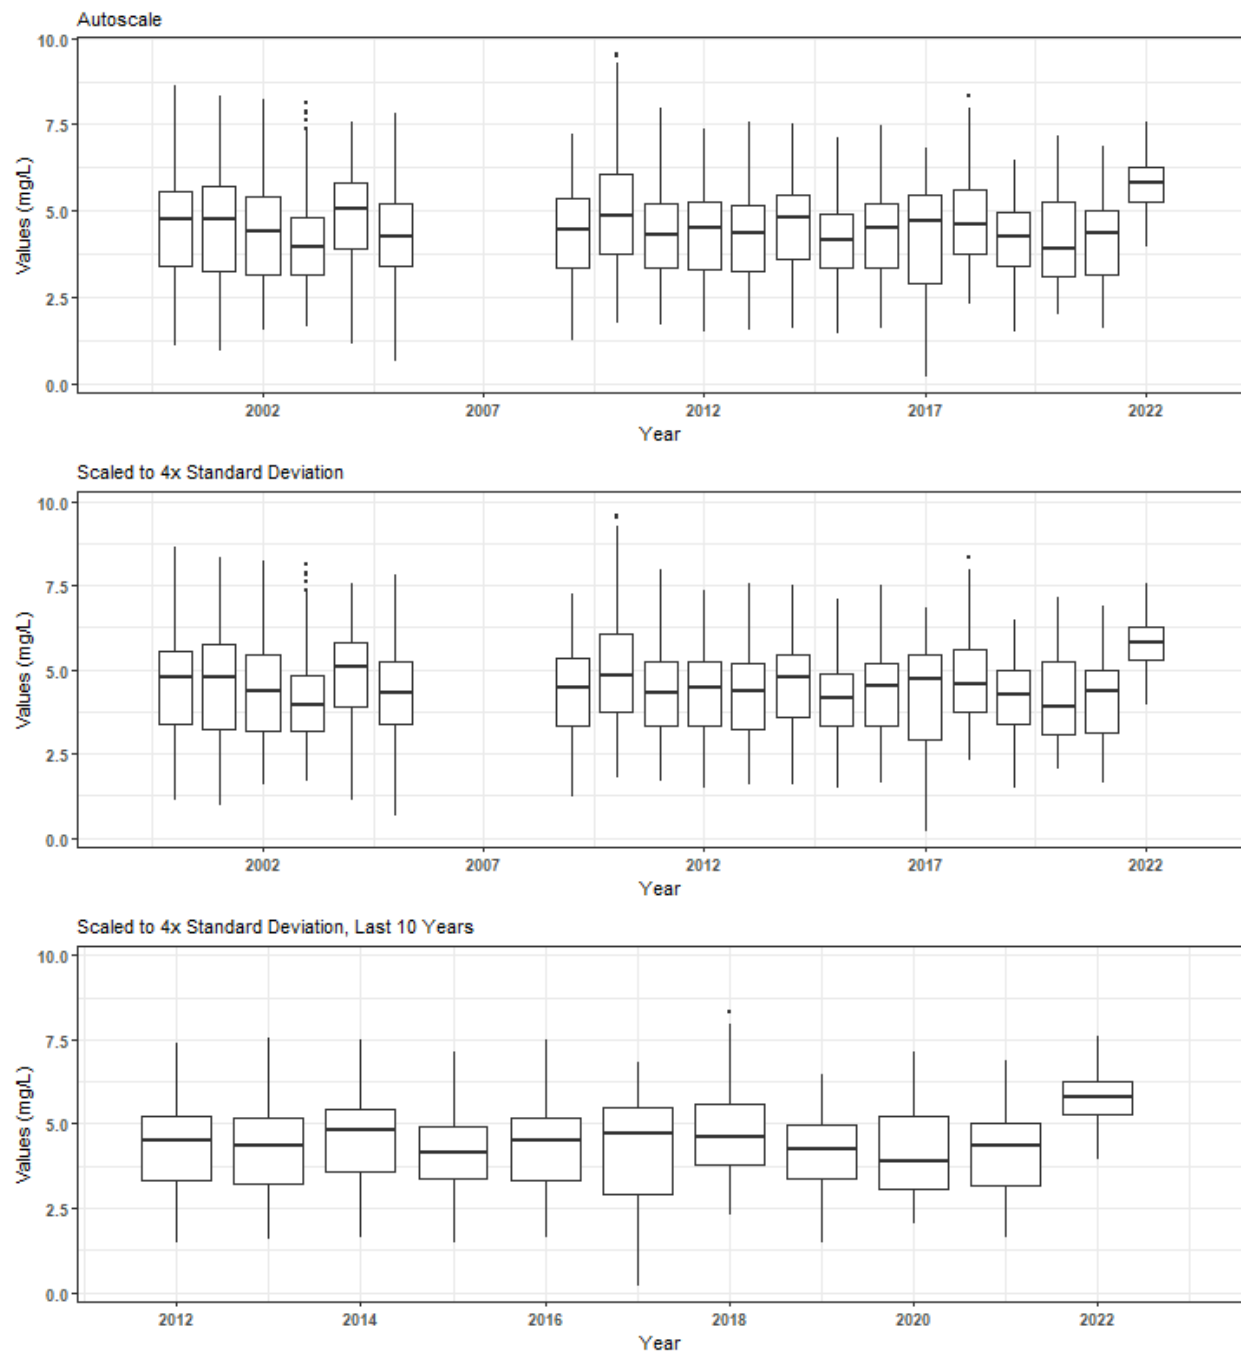 Autoscale
10.0
7.5
5.0
2.5
0.0
Values (mg/L)
2002 2007 2012 2017 2022
Year
Scaled to 4x Standard Deviation
10.0
7.5
5.0
2.5
0.0
Values (mg/L)
2002 2007 2012 2017 2022
Year
Scaled to 4x Standard Deviation, Last 10 Years
10.0
7.5
5.0
2.5
0.0
Values (mg/L)
2012 2014 2016 2018 2020 2022
Year